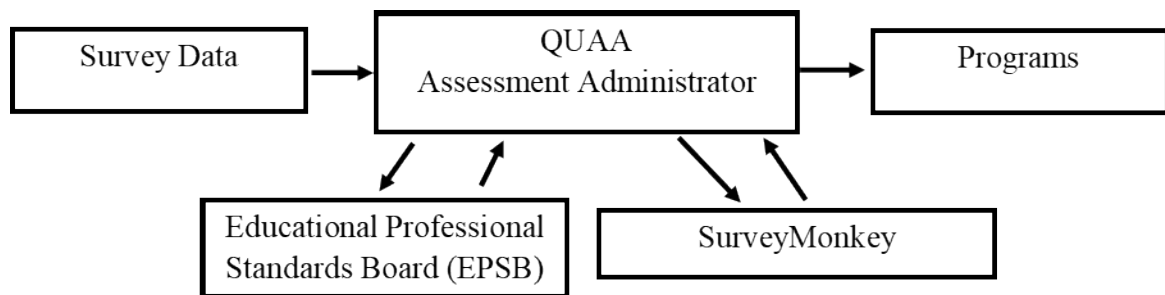 Survey Data
QUAA
Assessment Administrator
Programs
Educational Professional
Standards Board (EPSB)
SurveyMonkey